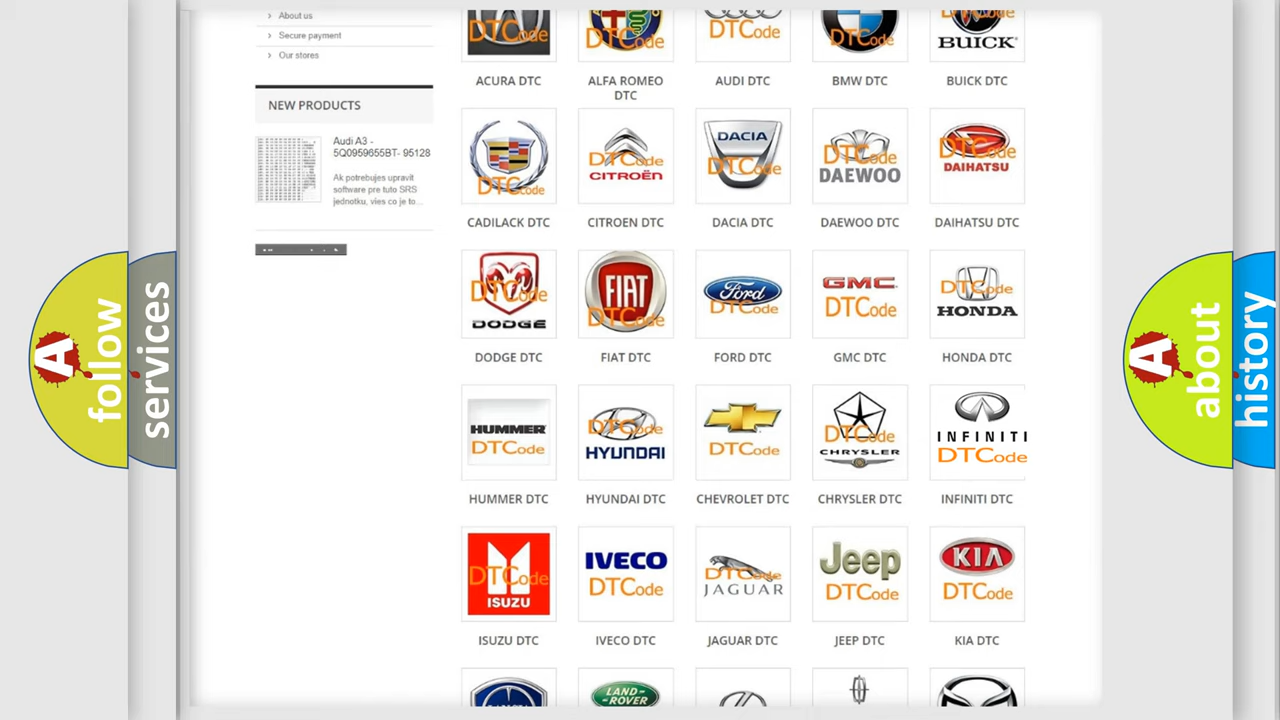 About us
Secure payment
Our stores
NEW PRODUCTS
Audi A3 -
5Q0959655BT- 95128
Ak potrebujes upravit
software pre tuto SRS
jednotku, vies co je to...
DTCode
DTCode
DTCode
DTCode
DTCode
BUICK
ACURA DTC
ALFA ROMEO
DTC
AUDI DTC
BMW DTC
BUICK DTC
DTCode
DTCode
CITROËN
DACIA
DTCode
DTCode
DAEWOO
DTCode
DAIHATSU
CADILACK DTC
CITROEN DTC
DACIA DTC
DAEWOO DTC
DAIHATSU DTC
DTCode
DODGE
FIAT
DTCode
Ford
DTCode
GMC
DTCode
DTCode
HONDA
DODGE DTC
FIAT DTC
FORD DTC
GMC DTC
HONDA DTC
HUMMER
DTCode
DTCode
HYUNDAI
DTCode
DTCode
CHRYSLER
INFINITI
DTCode
HUMMER DTC
HYUNDAI DTC
CHEVROLET DTC
CHRYSLER DTC
INFINITI DTC
DTCode
ISUZU
IVECO
DTCode
DTCode
JAGUAR
Jeep
DTCode
KIA
DTCode
ISUZU DTC
IVECO DTC
JAGUAR DTC
JEEP DTC
KIA DTC
LAND-
ROVER
A follow
services
A about
history